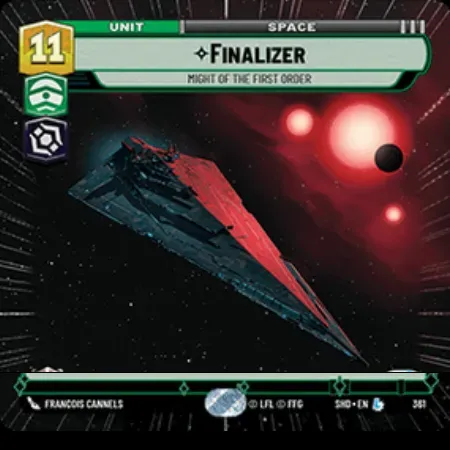 UNIT SPACE
11
FINALIZER
MIGHT OF THE FIRST ORDER
FRANCOIS CANNELS © LFL © FFG SHD • EN 361